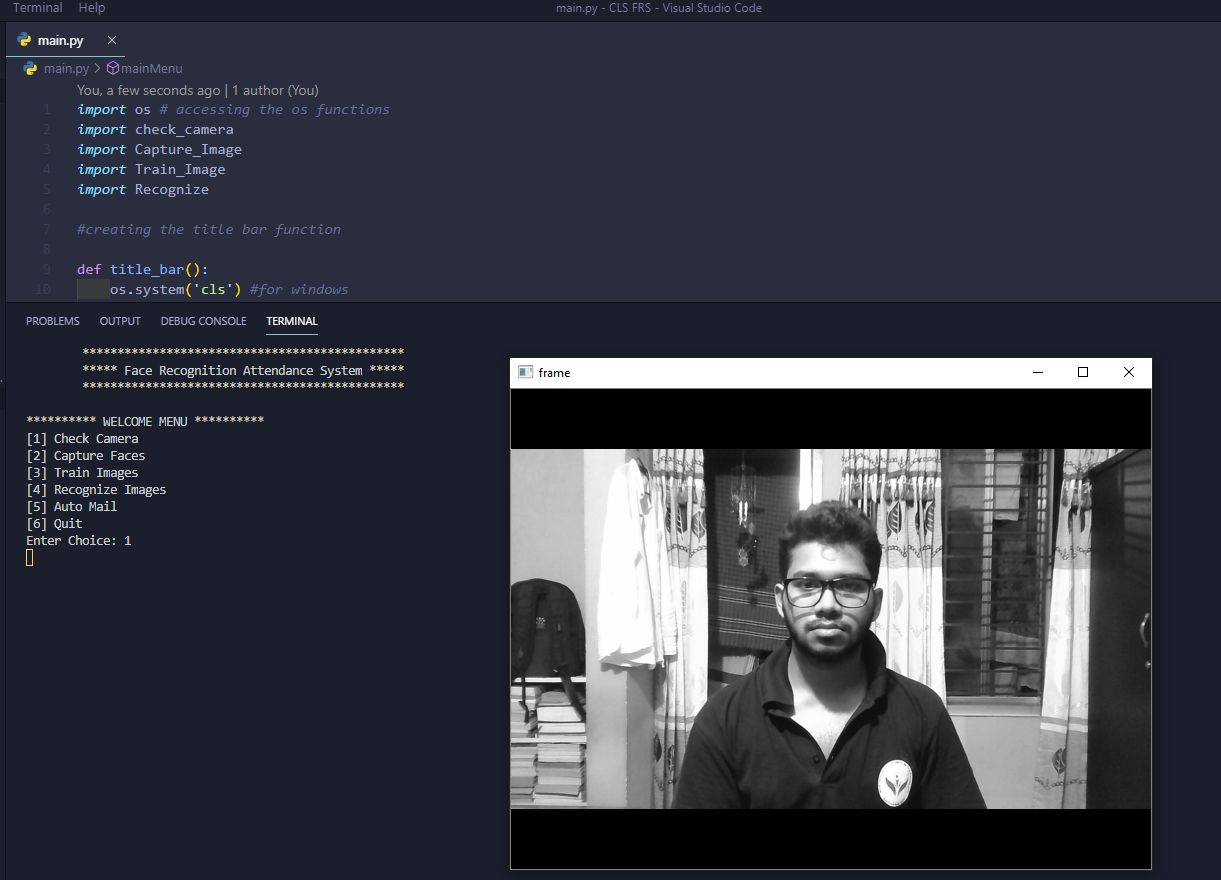 Terminal Help main.py - CLS FRS - Visual Studio Code
main.py
main.py > mainMenu
You, a few seconds ago | 1 author (You)
1 import os # accessing the os functions
2 import check_camera
3 import Capture_Image
4 import Train_Image
5 import Recognize
6
7 #creating the title bar function
8
9 def title_bar():
10 os.system('cls') #for windows
PROBLEMS OUTPUT DEBUG CONSOLE TERMINAL
**********************************************
***** Face Recognition Attendance System *****
**********************************************
frame
********** WELCOME MENU **********
[1] Check Camera
[2] Capture Faces
[3] Train Images
[4] Recognize Images
[5] Auto Mail
[6] Quit
Enter Choice: 1